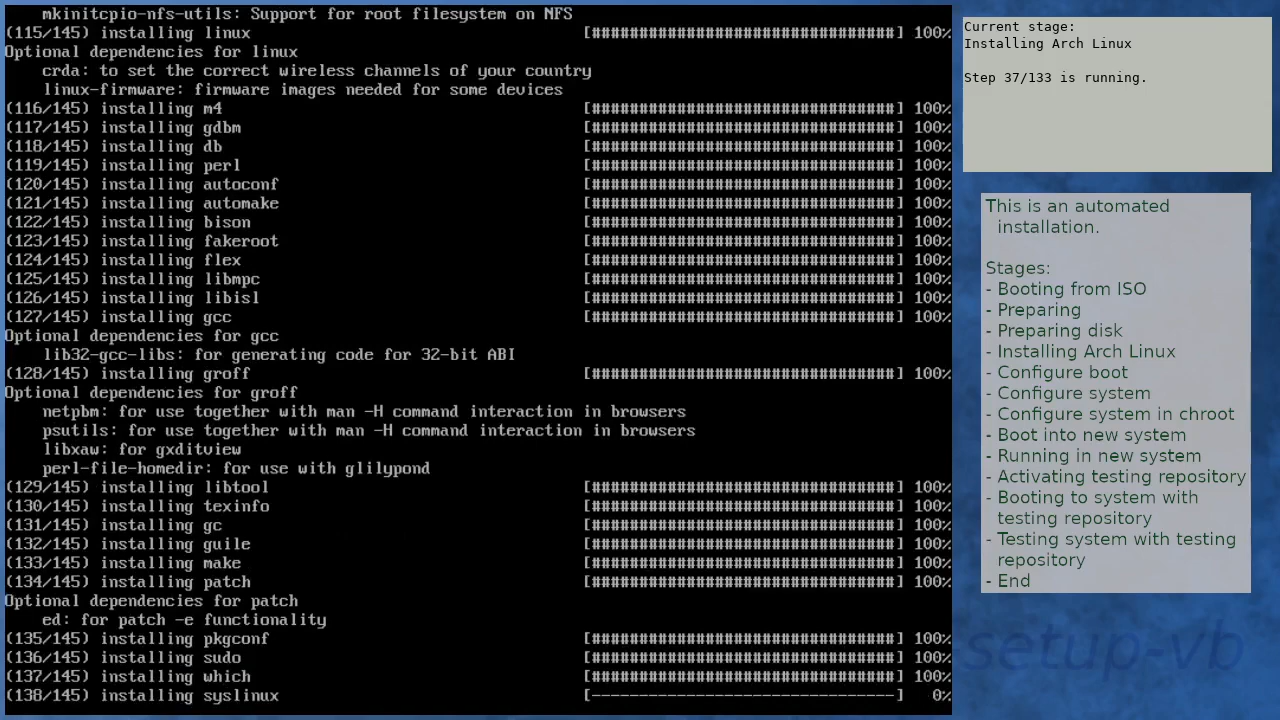 mkinitcpio-nfs-utils: Support for root filesystem on NFS
(115/145) installing linux [################################] 100%
Optional dependencies for linux
crda: to set the correct wireless channels of your country
linux-firmware: firmware images needed for some devices
(116/145) installing m4 [################################] 100%
(117/145) installing gdbm [################################] 100%
(118/145) installing db [################################] 100%
(119/145) installing perl [################################] 100%
(120/145) installing autoconf [################################] 100%
(121/145) installing automake [################################] 100%
(122/145) installing bison [################################] 100%
(123/145) installing fakeroot [################################] 100%
(124/145) installing flex [################################] 100%
(125/145) installing libmpc [################################] 100%
(126/145) installing libisl [################################] 100%
(127/145) installing gcc [################################] 100%
Optional dependencies for gcc
lib32-gcc-libs: for generating code for 32-bit ABI
(128/145) installing groff [################################] 100%
Optional dependencies for groff
netpbm: for use together with man -H command interaction in browsers
psutils: for use together with man -H command interaction in browsers
libxaw: for gxditview
perl-file-homedir: for use with glilypond
(129/145) installing libtool [################################] 100%
(130/145) installing texinfo [################################] 100%
(131/145) installing gc [################################] 100%
(132/145) installing guile [################################] 100%
(133/145) installing make [################################] 100%
(134/145) installing patch [################################] 100%
Optional dependencies for patch
ed: for patch -e functionality
(135/145) installing pkgconf [################################] 100%
(136/145) installing sudo [################################] 100%
(137/145) installing which [################################] 100%
(138/145) installing syslinux [--------------------------------] 0%
Current stage:
Installing Arch Linux
Step 37/133 is running.
This is an automated
installation.
Stages:
- Booting from ISO
- Preparing
- Preparing disk
- Installing Arch Linux
- Configure boot
- Configure system
- Configure system in chroot
- Boot into new system
- Running in new system
- Activating testing repository
- Booting to system with
testing repository
- Testing system with testing
repository
- End
setup-vb